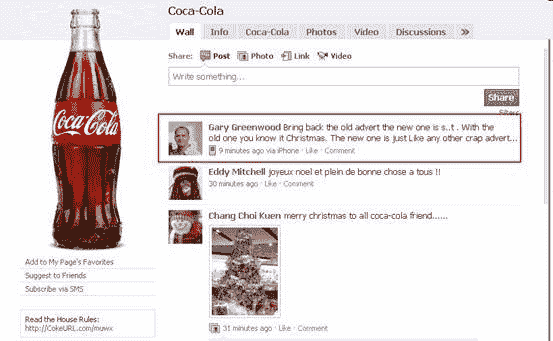 Coca-Cola
Wall Info Coca-Cola Photos Video Discussions »
Share: Post Photo Link Video
Write something...
Share
Filters
Gary Greenwood Bring back the old advert the new one is s..t . With the
old one you know it Christmas. The new one is just Like any other crap advert...
9 minutes ago via iPhone · Like · Comment
Eddy Mitchell joyeux noel et plein de bonne chose a tous !!
30 minutes ago · Like · Comment
Chang Choi Kuen merry christmas to all coca-cola friend......
31 minutes ago · Like · Comment
Coca-Cola
Add to My Page's Favorites
Suggest to Friends
Subscribe via SMS
Read the House Rules:
http://CokeURL.com/muwx